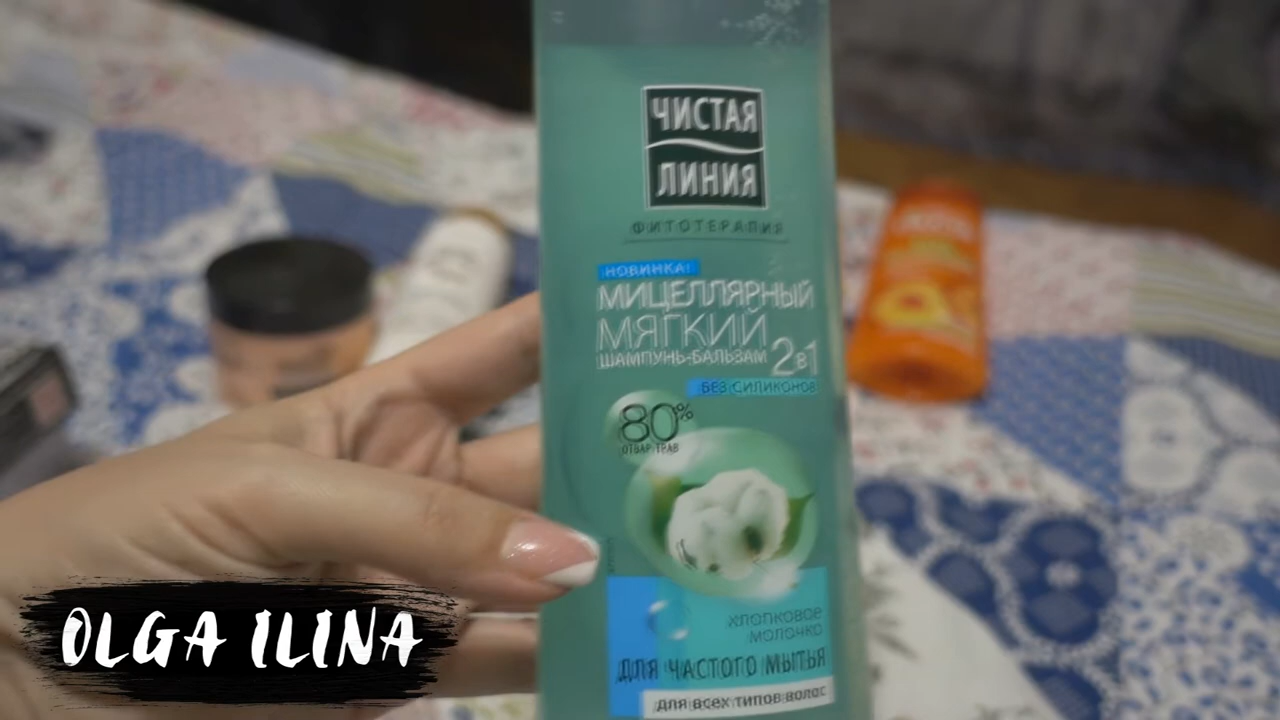 ЧИСТАЯ
ЛИНИЯ
ФИТОТЕРАПИЯ
НОВИНКА!
МИЦЕЛЛЯРНЫЙ
МЯГКИЙ
ШАМПУНЬ-БАЛЬЗАМ 2в1
БЕЗ СИЛИКОНОВ
80%
ОТВАР ТРАВ
ХЛОПКОВОЕ
МОЛОЧКО
ДЛЯ ЧАСТОГО МЫТЬЯ
для всех типов волос
OLGA ILINA